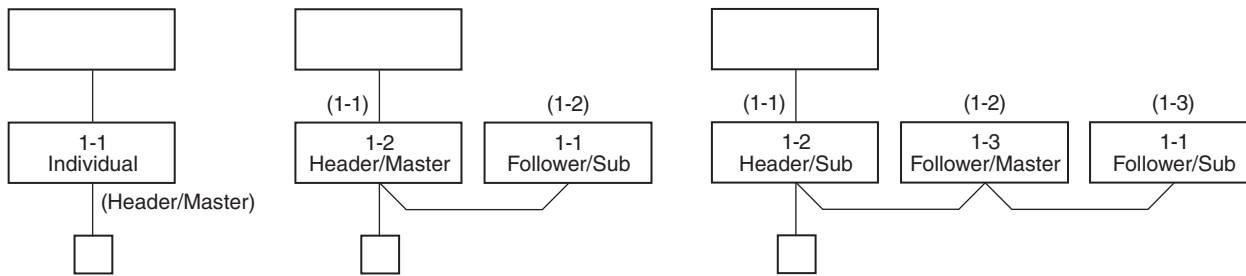 (1-1)
(1-2)
(1-1)
(1-2)
(1-3)
1-1
Individual
1-2
Header/Master
1-1
Follower/Sub
1-2
Header/Sub
1-3
Follower/Master
1-1
Follower/Sub
(Header/Master)